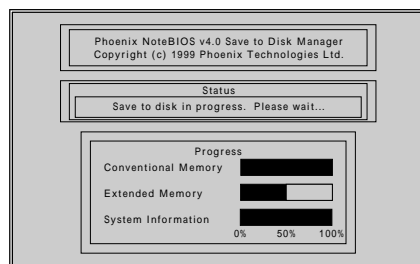 Phoenix NoteBIOS v4.0 Save to Disk Manager
Copyright (c) 1999 Phoenix Technologies Ltd.
Status
Save to disk in progress. Please wait...
Progress
Conventional Memory
Extended Memory
System Information
0% 50% 100%